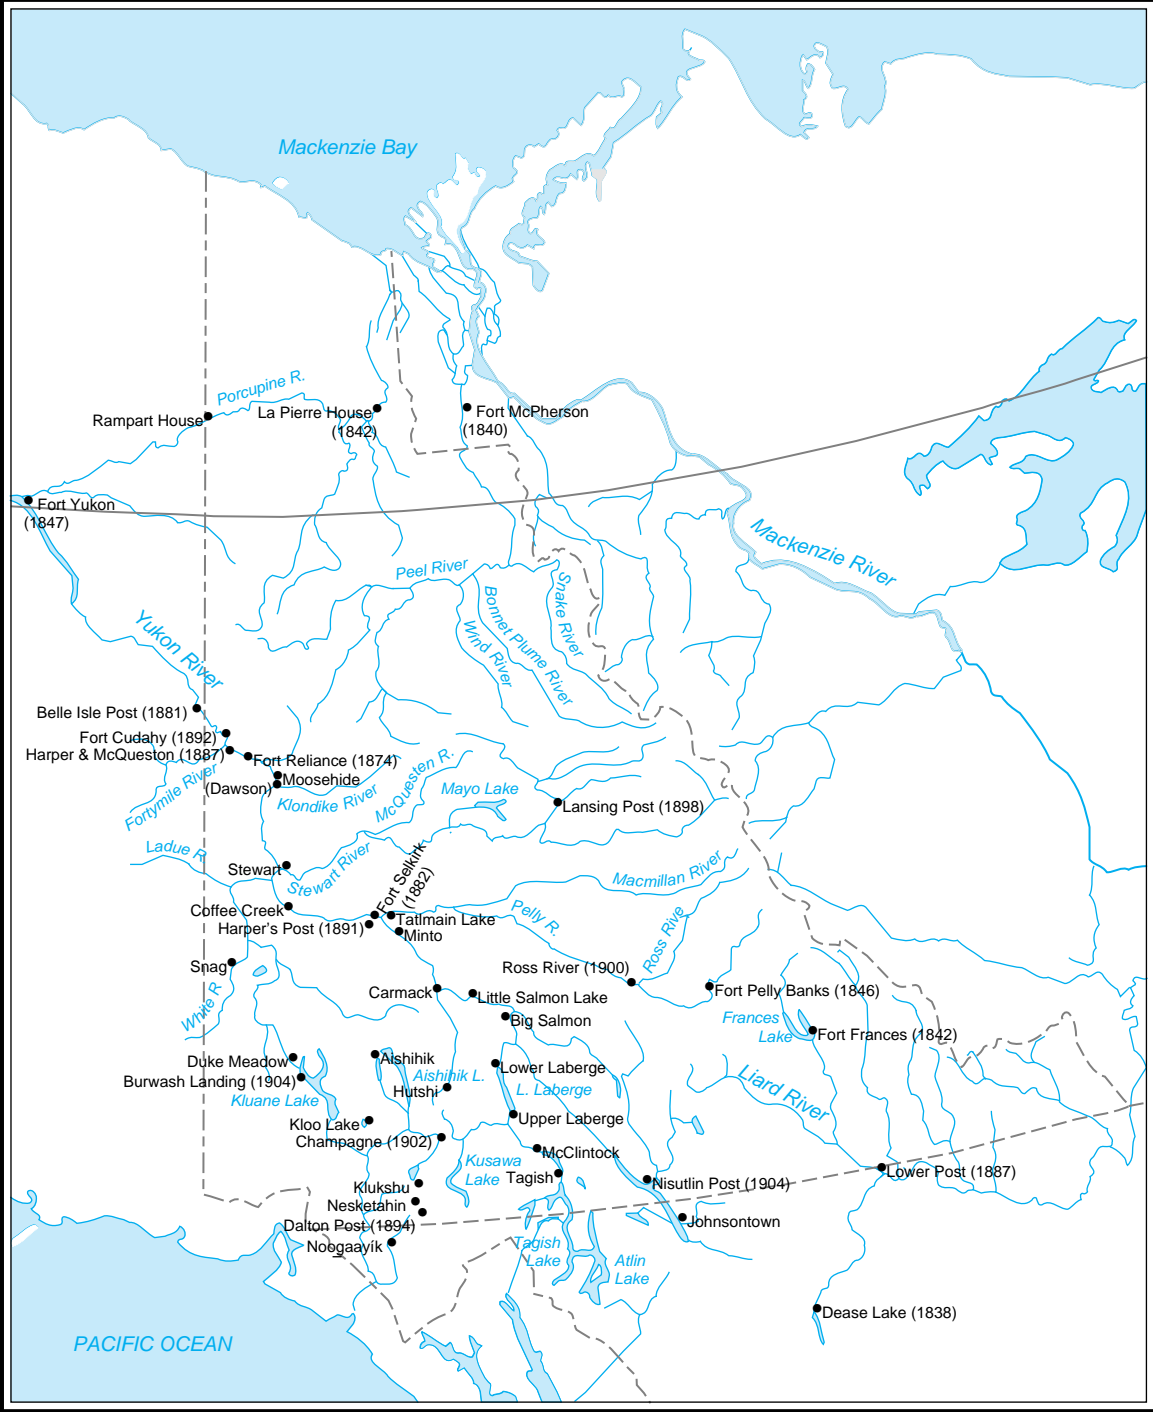 Mackenzie Bay
Porcupine R.
Rampart House
La Pierre House
(1842)
Fort McPherson
(1840)
Fort Yukon
(1847)
Mackenzie River
Peel River
Snake River
Bonnet Plume River
Wind River
Yukon River
Belle Isle Post (1881)
Fort Cudahy (1892)
Harper & McQueston (1887)
Fort Reliance (1874)
Moosehide
(Dawson)
Fortymile River
Klondike River
McQuesten R.
Mayo Lake
Lansing Post (1898)
Ladue R.
Stewart
Stewart River
Fort Selkirk
(1882)
Macmillan River
Coffee Creek
Harper's Post (1891)
Tatlmain Lake
Minto
Pelly R.
Ross Rive
Snag
White R
Ross River (1900)
Carmack
Little Salmon Lake
Big Salmon
Fort Pelly Banks (1846)
Frances
Lake
Fort Frances (1842)
Duke Meadow
Burwash Landing (1904)
Kluane Lake
Aishihik
Aishihik L.
Hutshi
Lower Laberge
L. Laberge
Upper Laberge
Liard River
Kloo Lake
Champagne (1902)
McClintock
Kusawa
Lake
Tagish
Klukshu
Nesketahin
Dalton Post (1894)
Noogaayík
Nisutlin Post (1904)
Lower Post (1887)
Johnsontown
Tagish
Lake
Atlin
Lake
Dease Lake (1838)
PACIFIC OCEAN